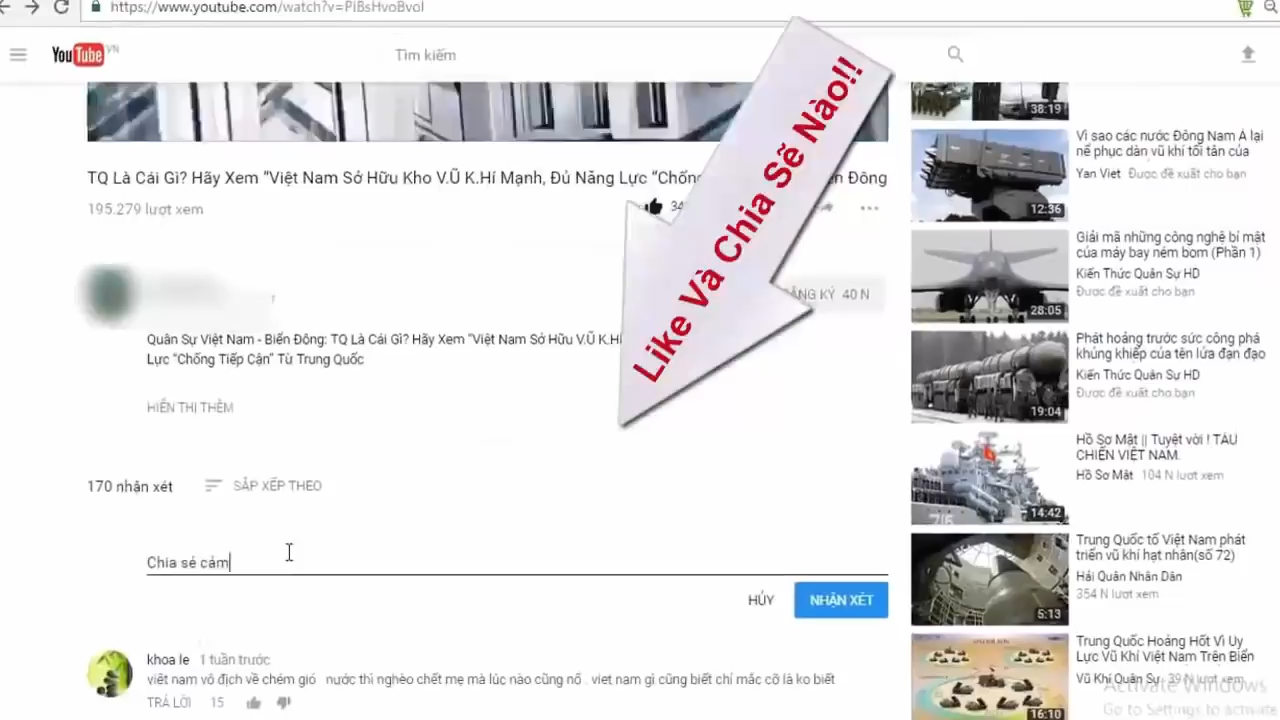 https://www.youtube.com/watch?v=PlBsHvoBvoI
YouTube VN
Tìm kiếm
TQ Là Cái Gì? Hãy Xem "Việt Nam Sở Hữu Kho V.Ũ K.Hí Mạnh, Đủ Năng Lực "Chống
Đông
195.279 lượt xem
34
Like Và Chia Sẽ Nào!!
KÝ 40 N
Quân Sự Việt Nam - Biển Đông: TQ Là Cái Gì? Hãy Xem "Việt Nam Sở Hữu V.Ũ K.Hí
Lực "Chống Tiếp Cận" Từ Trung Quốc
HIỂN THỊ THÊM
170 nhận xét
SẮP XẾP THEO
Chia sẻ cảm
HỦY
NHẬN XÉT
khoa le 1 tuần trước
viêt nam vô địch về chém gió nước thì nghèo chết mẹ mà lúc nào cũng nổ . viet nam gì cũng biết chỉ mắc cỡ là ko biết
TRẢ LỜI 15
38:19
Vì sao các nước Đông Nam Á lại
nể phục dàn vũ khí tối tân của
Yan Viet Được đề xuất cho bạn
12:36
Giải mã những công nghệ bí mật
của máy bay ném bom (Phần 1)
Kiến Thức Quân Sự HD
Được đề xuất cho bạn
28:05
Phát hoảng trước sức công phá
khủng khiếp của tên lửa đạn đạo
Kiến Thức Quân Sự HD
Được đề xuất cho bạn
19:04
Hồ Sơ Mật || Tuyệt vời ! TÀU
CHIẾN VIỆT NAM.
Hồ Sơ Mật 104 N lượt xem
14:42
Trung Quốc tố Việt Nam phát
triển vũ khí hạt nhân(số 72)
Hải Quân Nhân Dân
354 N lượt xem
5:13
Trung Quốc Hoảng Hốt Vì Uy
Lực Vũ Khí Việt Nam Trên Biển
Vũ Khí Quân Sự 39 N lượt xem
16:10
Activate Windows
Go to Settings to activate